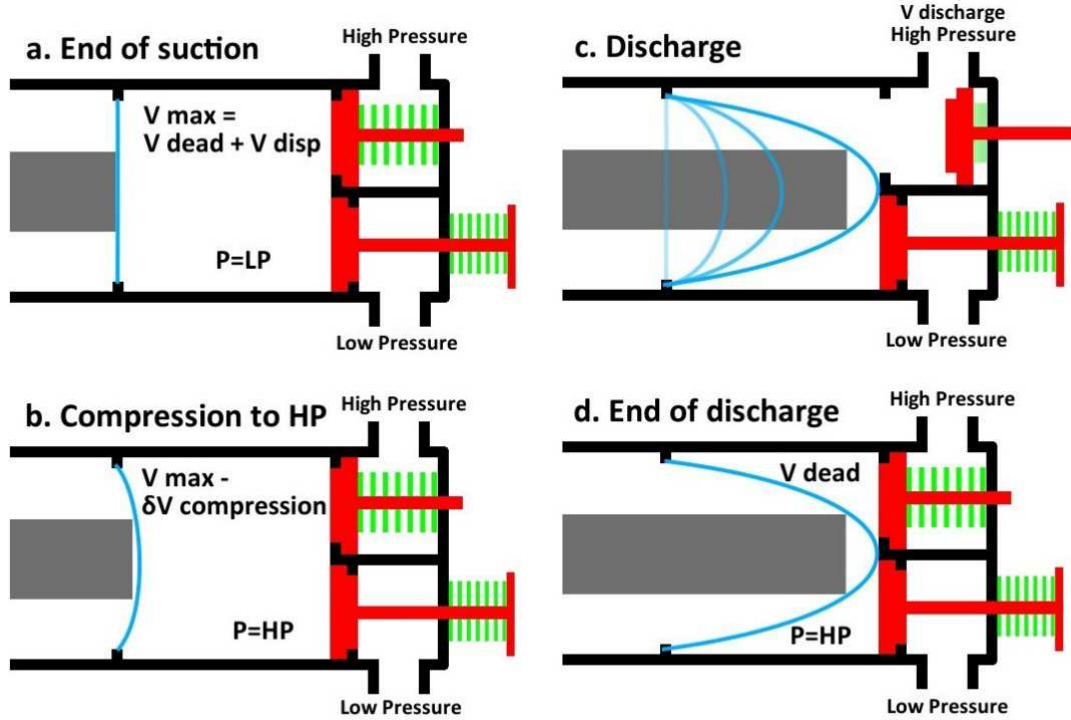 a. End of suction
High Pressure
V max =
V dead + V disp
P=LP
Low Pressure
V discharge
High Pressure
c. Discharge
Low Pressure
b. Compression to HP
High Pressure
V max -
δV compression
P=HP
Low Pressure
d. End of discharge
High Pressure
V dead
P=HP
Low Pressure